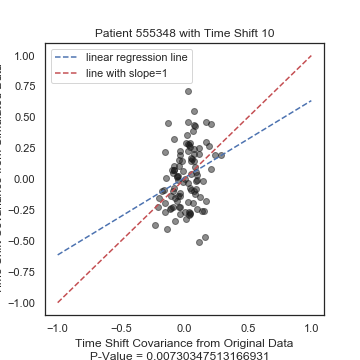 Patient 555348 with Time Shift 10
linear regression line
line with slope=1
1.00
0.75
0.50
0.25
0.00
−0.25
−0.50
−0.75
−1.00
−1.0
−0.5
0.0
0.5
1.0
Time Shift Covariance from Original Data
P-Value = 0.00730347513166931